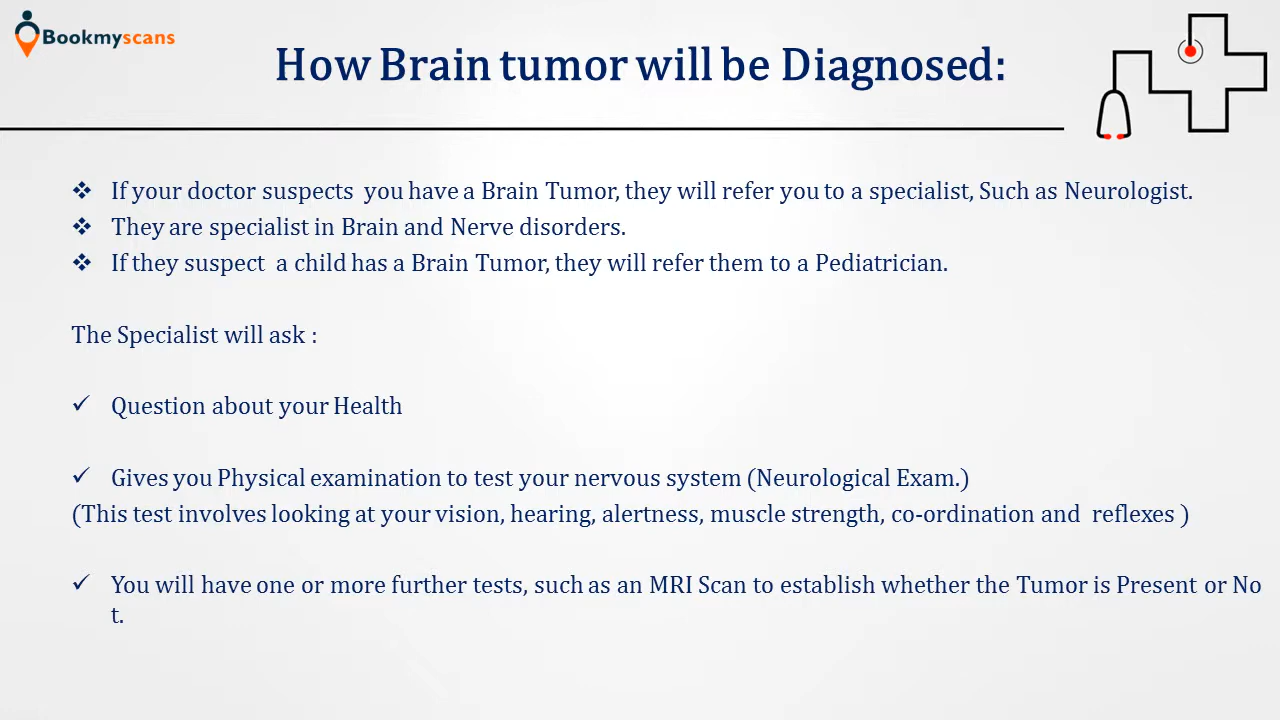 Bookmyscans
How Brain tumor will be Diagnosed:
❖ If your doctor suspects you have a Brain Tumor, they will refer you to a specialist, Such as Neurologist.
❖ They are specialist in Brain and Nerve disorders.
❖ If they suspect a child has a Brain Tumor, they will refer them to a Pediatrician.
The Specialist will ask :
✓ Question about your Health
✓ Gives you Physical examination to test your nervous system (Neurological Exam.)
(This test involves looking at your vision, hearing, alertness, muscle strength, co-ordination and reflexes )
✓ You will have one or more further tests, such as an MRI Scan to establish whether the Tumor is Present or No
t.